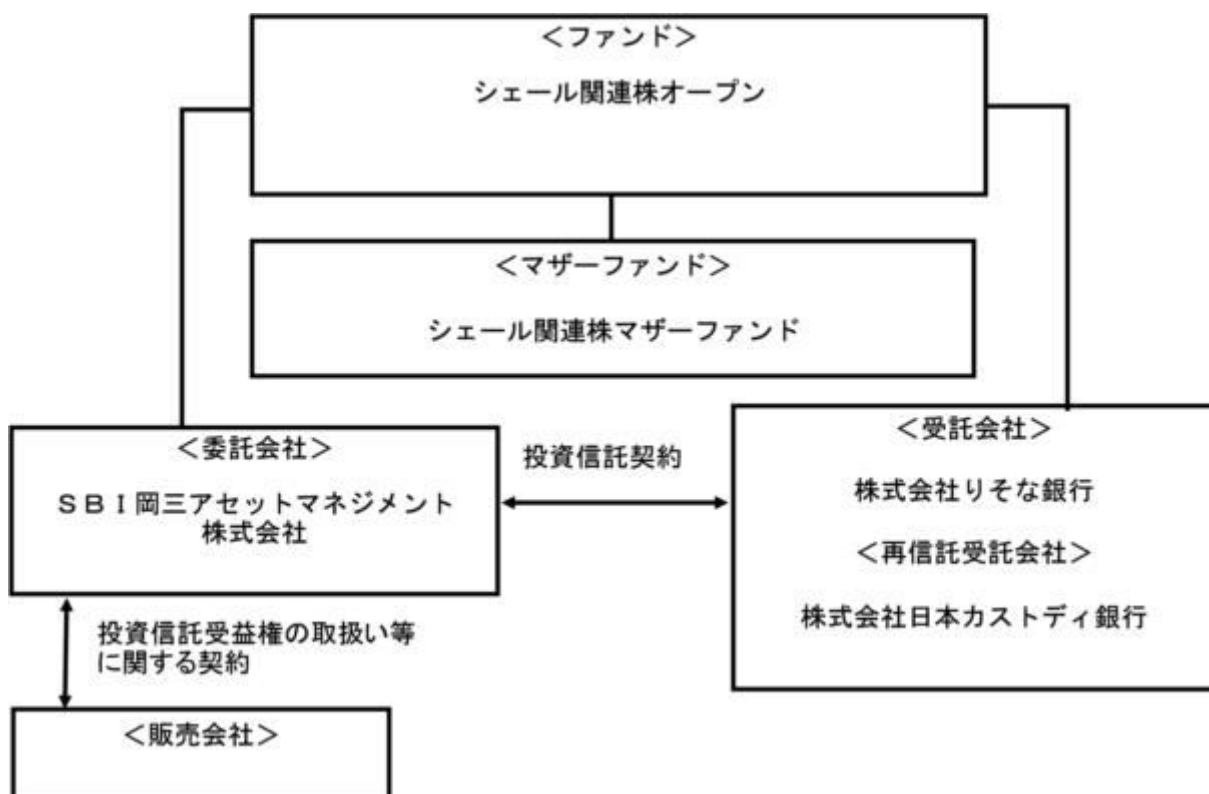 ＜ファンド＞
シェール関連株オープン
＜マザーファンド＞
シェール関連株マザーファンド
＜委託会社＞
ＳＢＩ岡三アセットマネジメント
株式会社
投資信託契約
＜受託会社＞
株式会社りそな銀行
＜再信託受託会社＞
株式会社日本カストディ銀行
投資信託受益権の取扱い等
に関する契約
＜販売会社＞